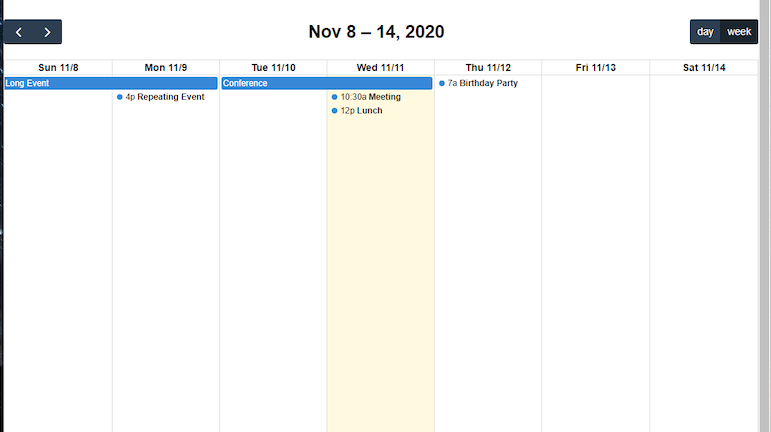 Nov 8 – 14, 2020
day week
Sun 11/8 Mon 11/9 Tue 11/10 Wed 11/11 Thu 11/12 Fri 11/13 Sat 11/14
Long Event Conference 7a Birthday Party
4p Repeating Event 10:30a Meeting
12p Lunch